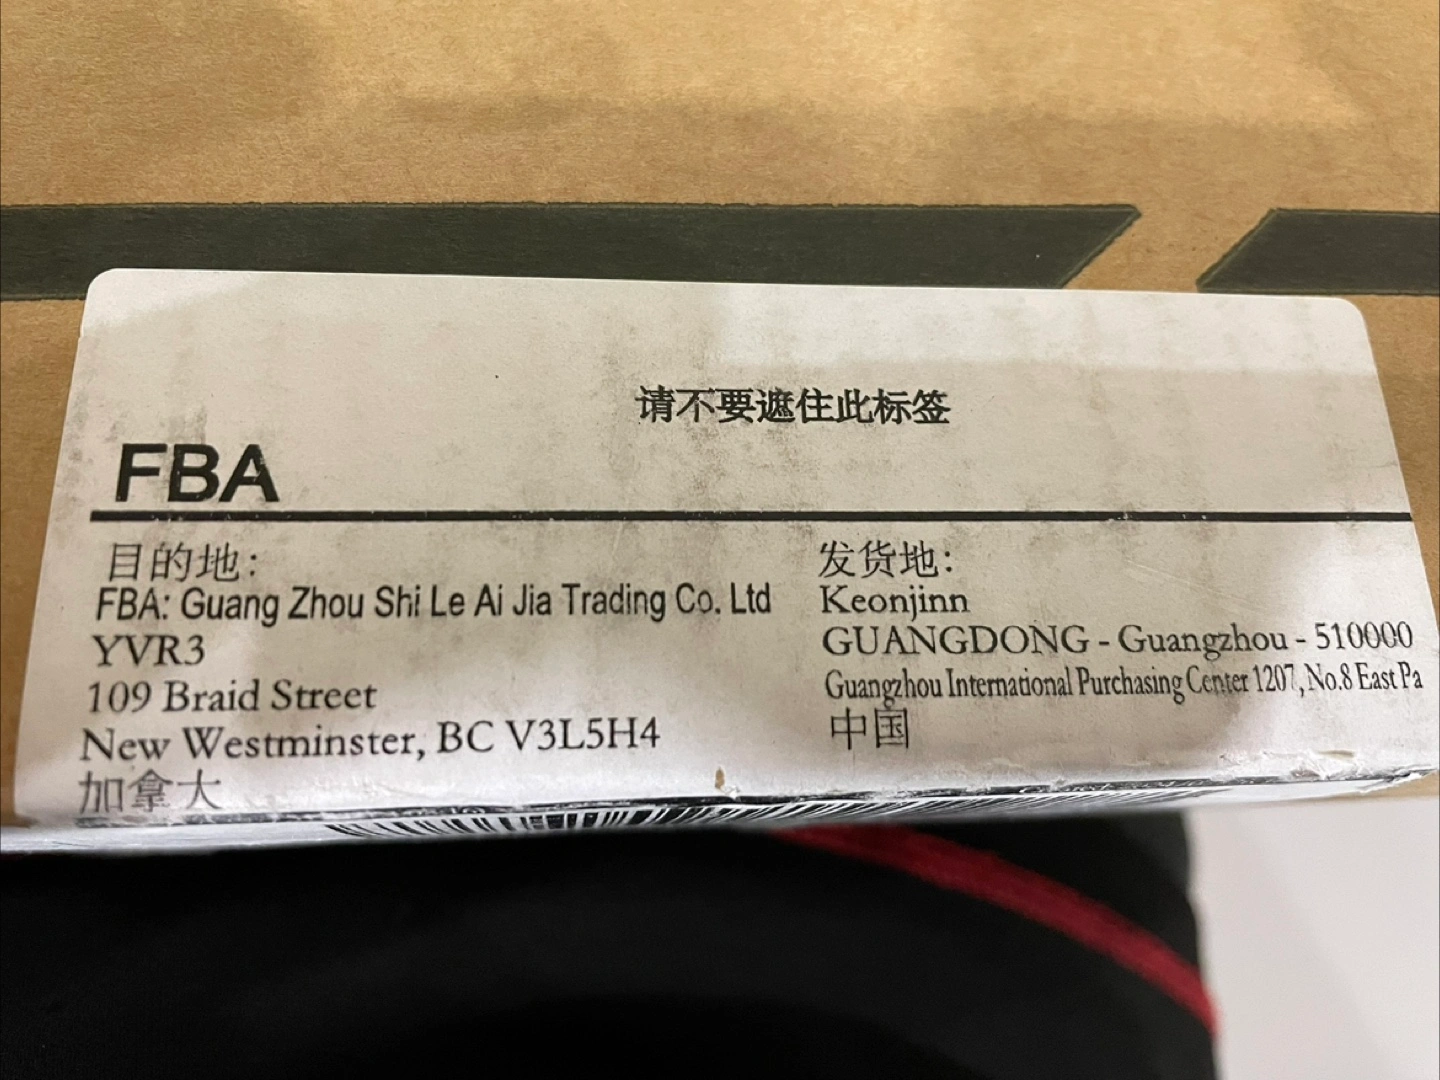 请不要遮住此标签
FBA
目的地：
FBA: Guang Zhou Shi Le Ai Jia Trading Co. Ltd
YVR3
109 Braid Street
New Westminster, BC V3L5H4
加拿大
发货地：
Keonjinn
GUANGDONG - Guangzhou - 510000
Guangzhou International Purchasing Center 1207, No.8 East Pa
中国